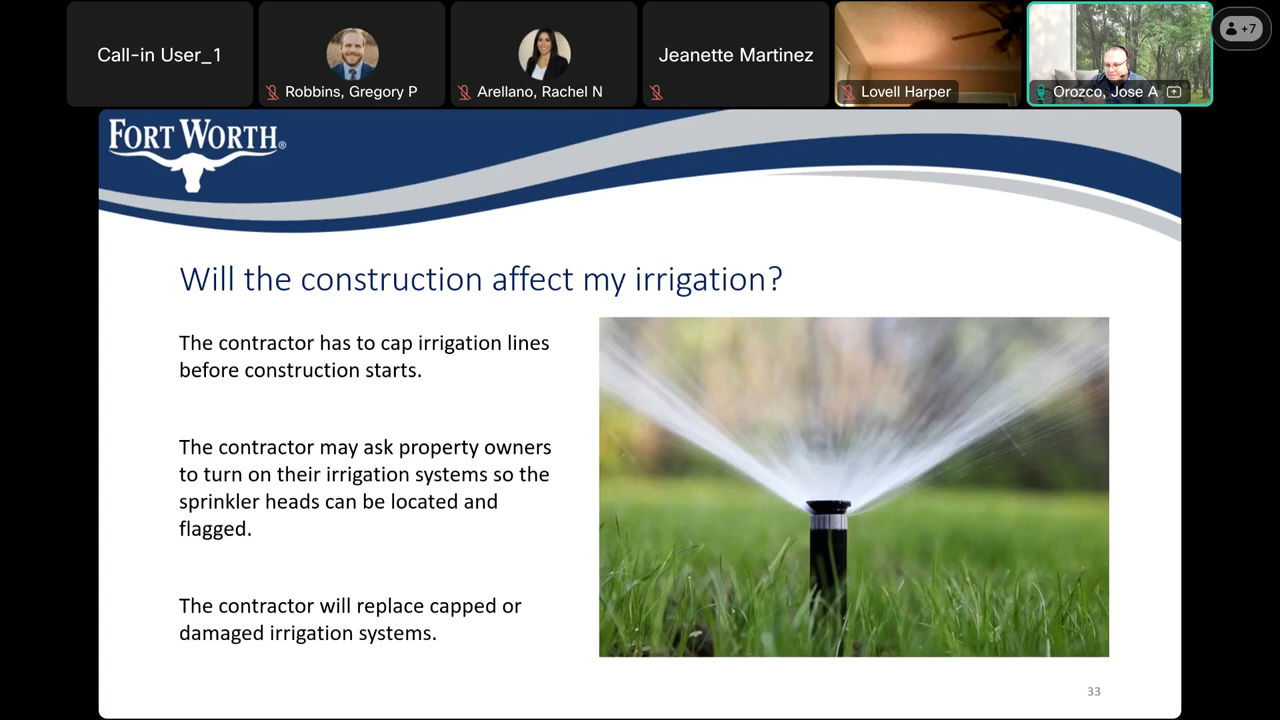 Call-in User_1
Robbins, Gregory P
Arellano, Rachel N
Jeanette Martinez
Lovell Harper
Orozco, Jose A
+7
FORT WORTH®
Will the construction affect my irrigation?
The contractor has to cap irrigation lines
before construction starts.
The contractor may ask property owners
to turn on their irrigation systems so the
sprinkler heads can be located and
flagged.
The contractor will replace capped or
damaged irrigation systems.
33